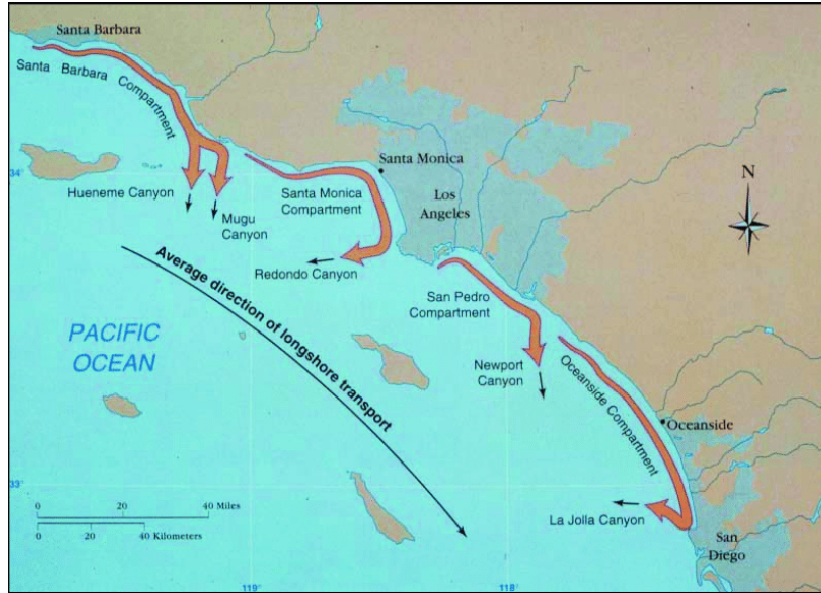 Santa Barbara
Santa Barbara Compartment
34°
Hueneme Canyon
Mugu
Canyon
Santa Monica
Compartment
Santa Monica
Los
Angeles
Redondo Canyon
N
Average direction of longshore transport
San Pedro
Compartment
PACIFIC
OCEAN
Newport
Canyon
Oceanside Compartment
Oceanside
33
0 20 40 Miles
0 20 40 Kilometers
La Jolla Canyon
San
Diego
119°
118°